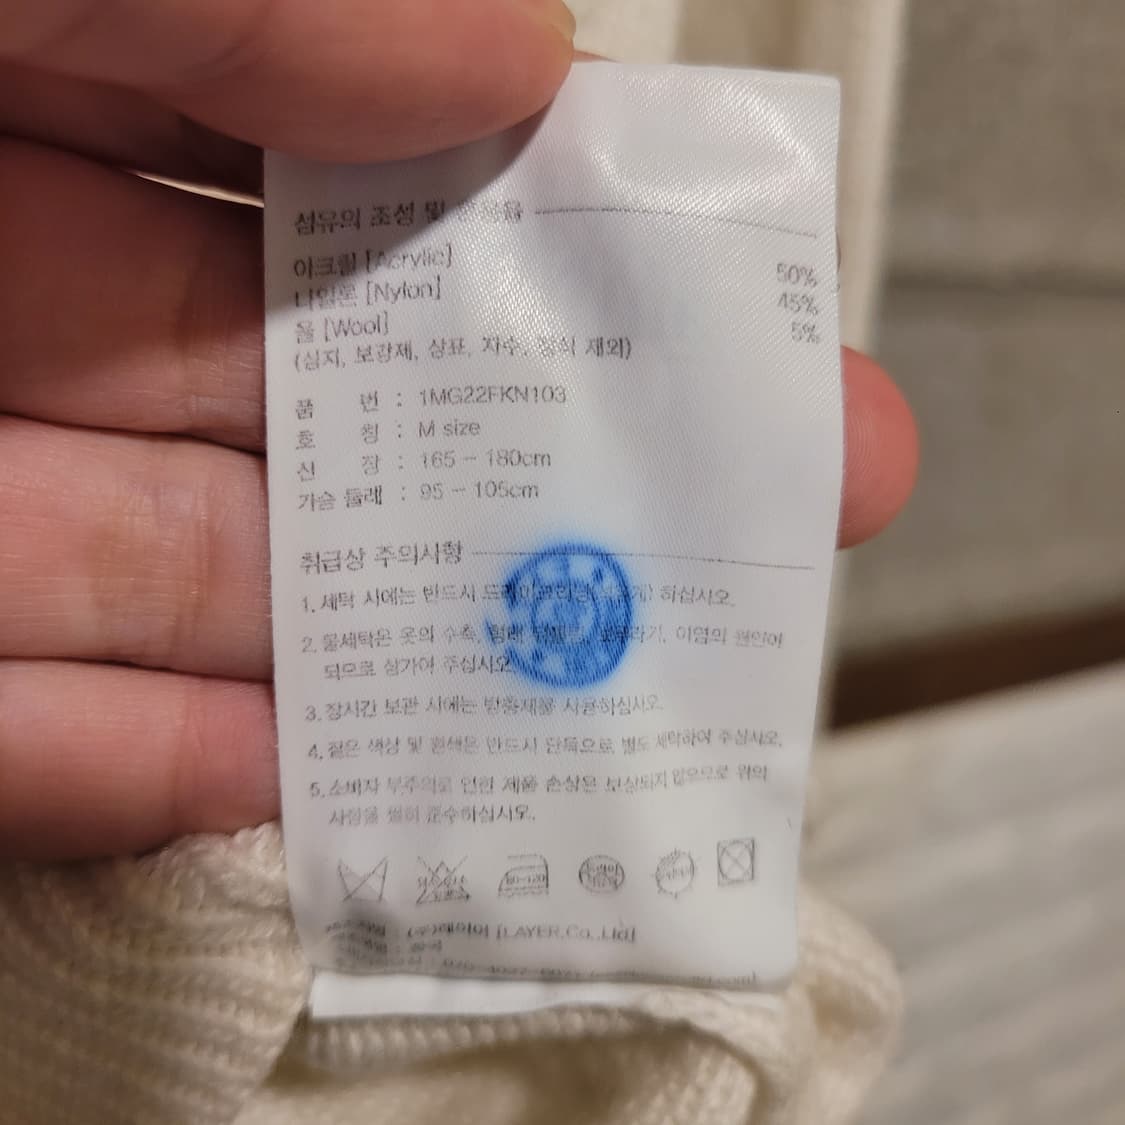 섬유의 조성 및
아크릴 [Acrylic] 50%
나일론 [Nylon] 45%
울 [Wool] 5%
(심지, 보강재, 상표, 자수, 장식 제외)
품 번 : 1MG22FKN103
호 칭 : M size
신 장 : 165 - 180cm
가슴 둘레 : 95 - 105cm
취급상 주의사항
1. 세탁 시에는 반드시 드라이크리닝 하십시오.
2. 물세탁은 옷의 수축, 형태 이염의 원인이
되므로 삼가여 주십시오
3. 장시간 보관 시에는 방충제를 사용하십시오.
4. 짙은 색상 및 흰색은 반드시 단독으로 별도 세탁하여 주십시오.
5. 소비자 부주의로 인한 제품 손상은 보상되지 않으므로 위의
사항을 필히 준수하십시오.
80~120
(주)레이어 [LAYER.Co.,Ltd]